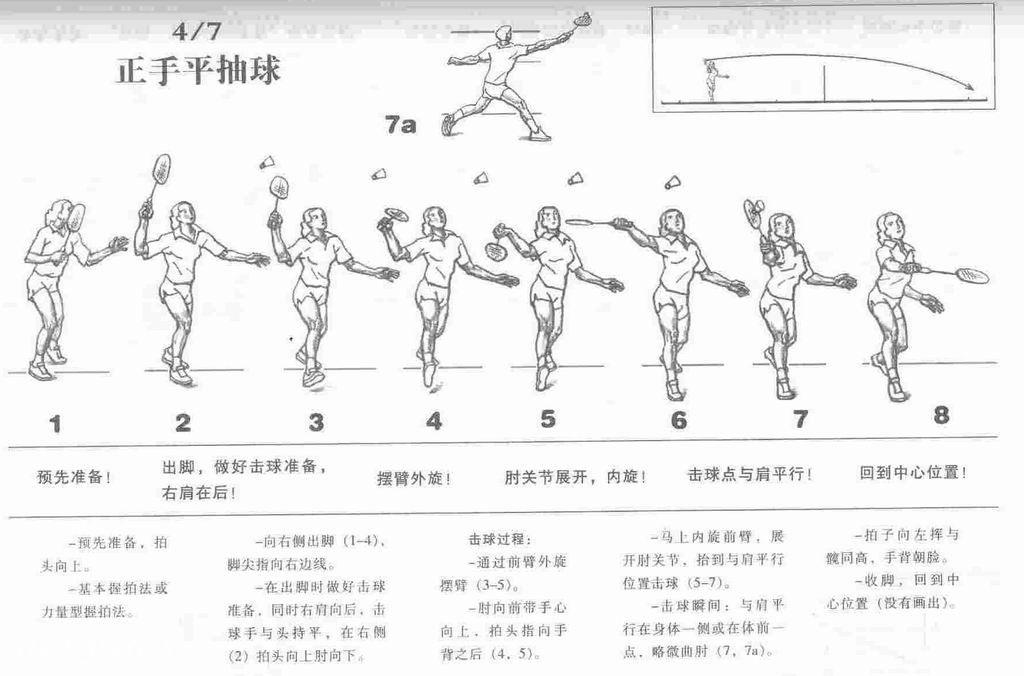 4/7
正手平抽球
7a
1
2
3
4
5
6
7
8
预先准备！
出脚，做好击球准备，
右肩在后！
摆臂外旋！
肘关节展开，内旋！
击球点与肩平行！
回到中心位置！
-预先准备，拍
头向上。
-基本握拍法或
力量型握拍法。
-向右侧出脚（1-4），
脚尖指向右边线。
-在出脚时做好击球
准备，同时右肩向后，击
球手与头持平，在右侧
（2）拍头向上肘向下。
击球过程：
-通过前臂外旋
摆臂（3-5）。
-肘向前带手心
向上，拍头指向手
背之后（4，5）。
-马上内旋前臂，展
开肘关节，抬到与肩平行
位置击球（5-7）。
-击球瞬间：与肩平
行在身体一侧或在体前一
点，略微曲肘（7，7a）。
-拍子向左挥与
髋同高，手背朝脸。
-收脚，回到中
心位置（没有画出）。